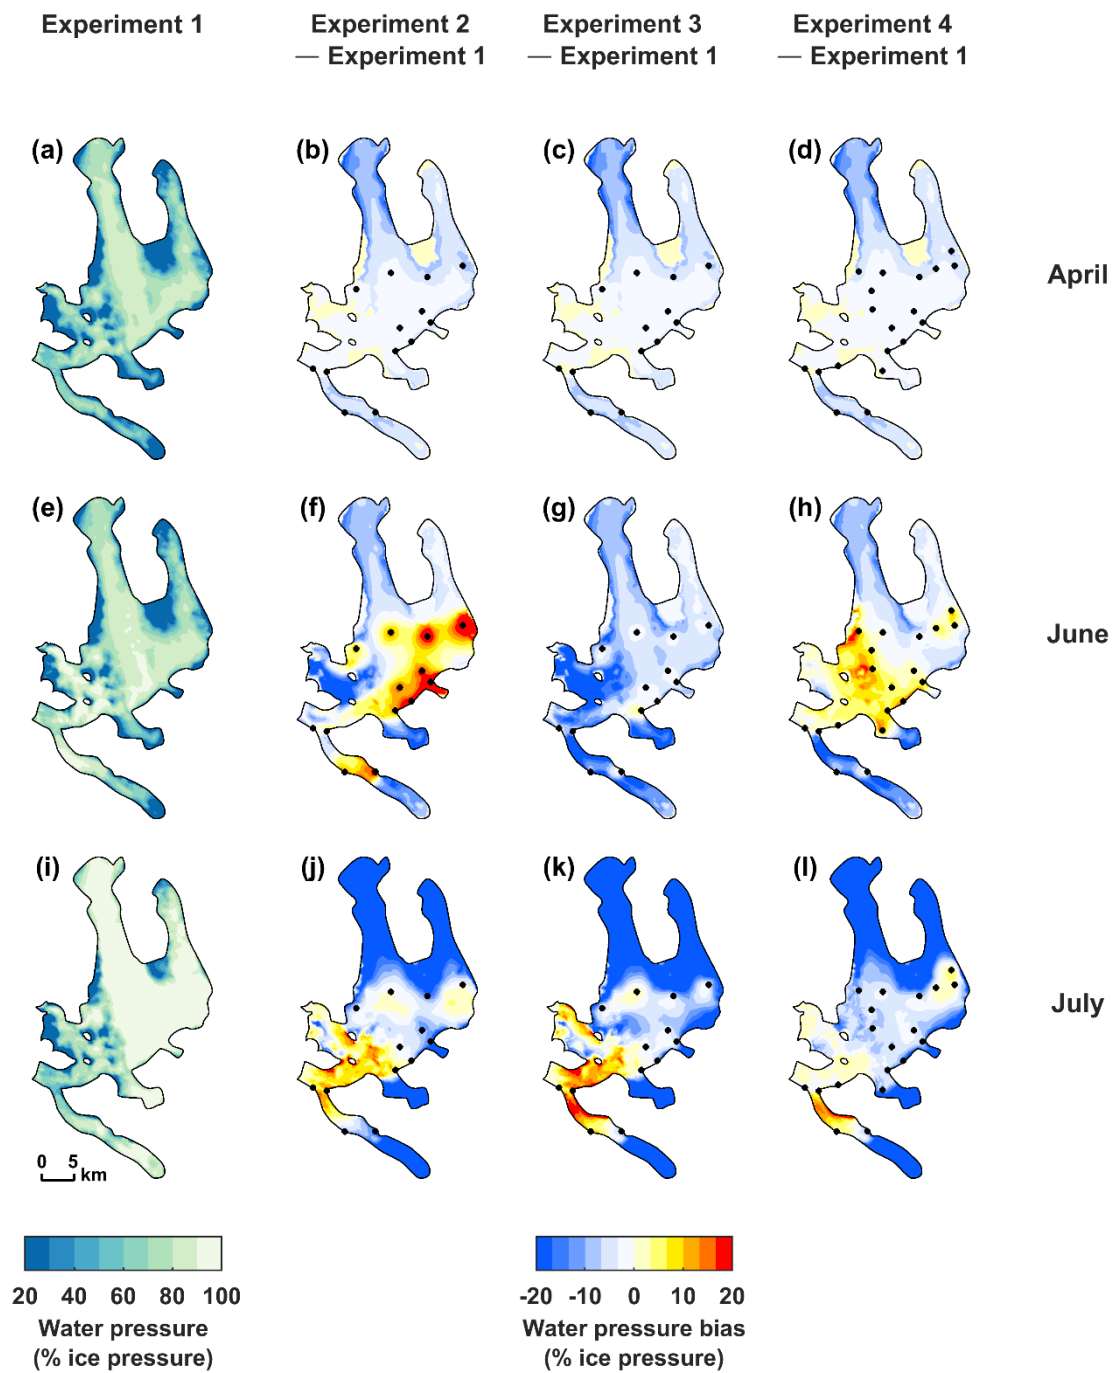 Experiment 1
Experiment 2
— Experiment 1
Experiment 3
— Experiment 1
Experiment 4
— Experiment 1
(a)
(b)
(c)
(d)
April
(e)
(f)
(g)
(h)
June
(i)
(j)
(k)
(l)
July
0 5
km
20 40 60 80 100
Water pressure
(% ice pressure)
-20 -10 0 10 20
Water pressure bias
(% ice pressure)